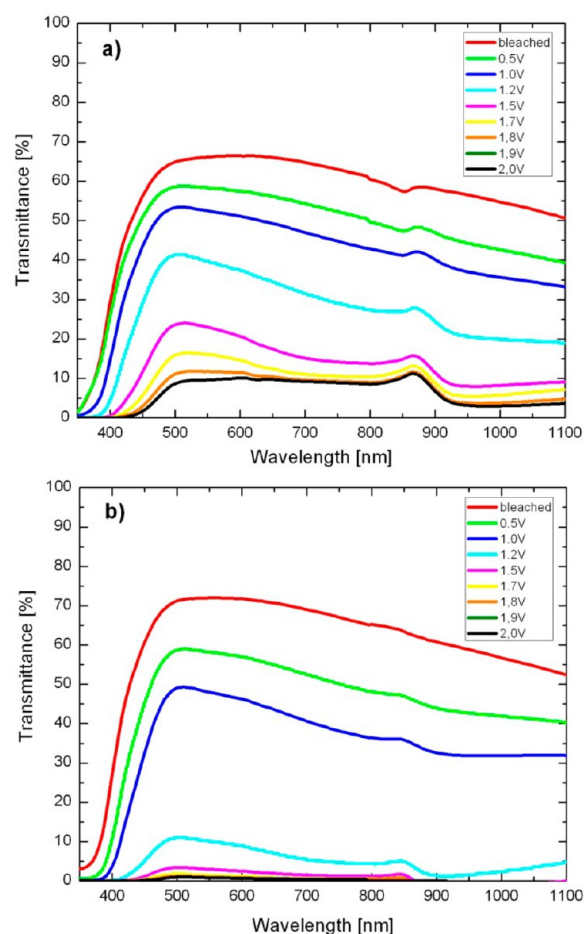 a)
100
90
80
70
60
50
40
30
20
10
0
Transmittance [%]
bleached
0.5V
1.0V
1.2V
1.5V
1.7V
1,8V
1,9V
2,0V
400 500 600 700 800 900 1000 1100
Wavelength [nm]
b)
100
90
80
70
60
50
40
30
20
10
0
Transmittance [%]
bleached
0.5V
1.0V
1.2V
1.5V
1.7V
1,8V
1,9V
2,0V
400 500 600 700 800 900 1000 1100
Wavelength [nm]